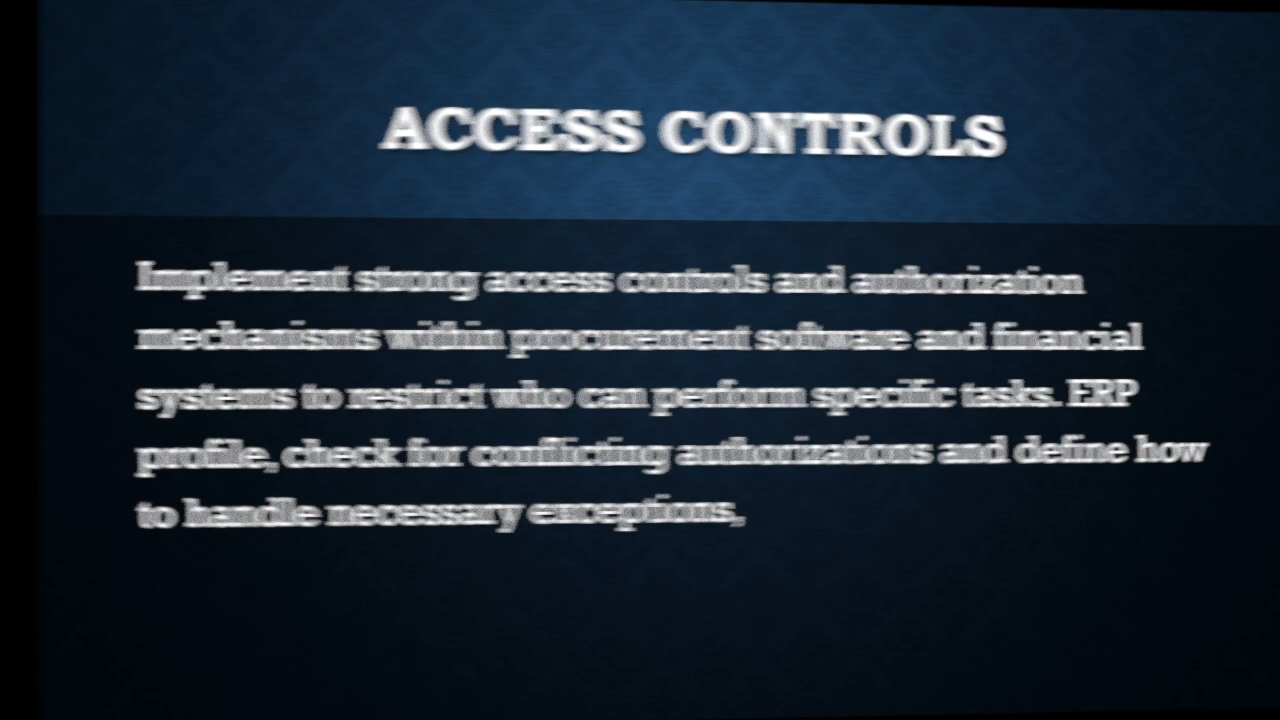 ACCESS CONTROLS
Implement strong access controls and authorization
mechanisms within procurement software and financial
systems to restrict who can perform specific tasks. ERP
profile, check for conflicting authorizations and define how
to handle necessary exceptions,